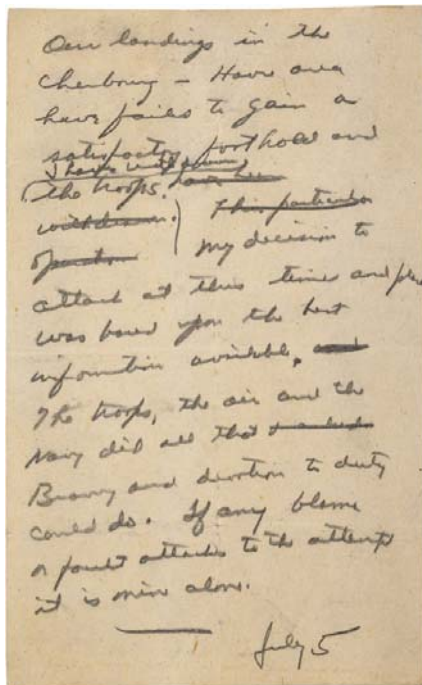 Our landings in the
Cherbourg - Havre area
have failed to gain a
satisfactory foothold and
I have withdrawn
the troops. have been
withdrawn. This particular
operation my decision to
attack at this time and place
was based upon the best
information available, and
The troops, the air and the
Navy did all that
Bravery and devotion to duty
could do. If any blame
or fault attaches to the attempt
it is mine alone.
July 5